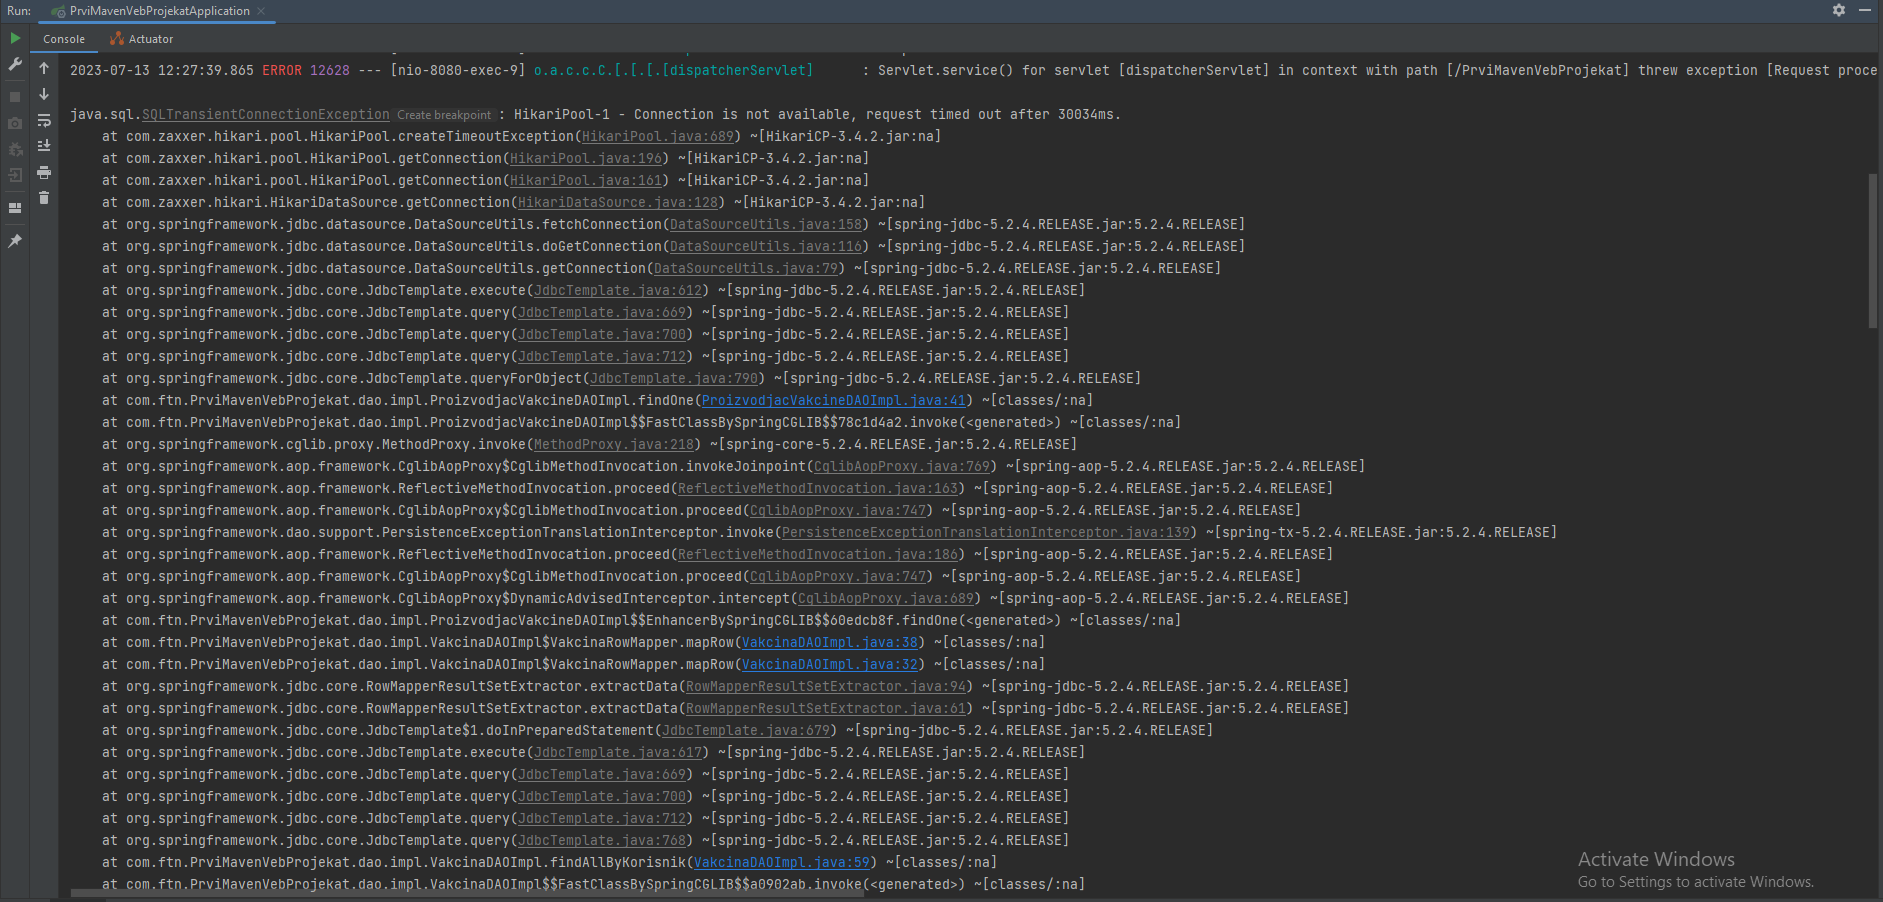 Run: PrviMavenVebProjekatApplication
Console Actuator
2023-07-13 12:27:39.865 ERROR 12628 --- [nio-8080-exec-9] o.a.c.c.C.[.[.[.[dispatcherServlet] : Servlet.service() for servlet [dispatcherServlet] in context with path [/PrviMavenVebProjekat] threw exception [Request proce
java.sql.SQLTransientConnectionException Create breakpoint : HikariPool-1 - Connection is not available, request timed out after 30034ms.
at com.zaxxer.hikari.pool.HikariPool.createTimeoutException(HikariPool.java:689) ~[HikariCP-3.4.2.jar:na]
at com.zaxxer.hikari.pool.HikariPool.getConnection(HikariPool.java:196) ~[HikariCP-3.4.2.jar:na]
at com.zaxxer.hikari.pool.HikariPool.getConnection(HikariPool.java:161) ~[HikariCP-3.4.2.jar:na]
at com.zaxxer.hikari.HikariDataSource.getConnection(HikariDataSource.java:128) ~[HikariCP-3.4.2.jar:na]
at org.springframework.jdbc.datasource.DataSourceUtils.fetchConnection(DataSourceUtils.java:158) ~[spring-jdbc-5.2.4.RELEASE.jar:5.2.4.RELEASE]
at org.springframework.jdbc.datasource.DataSourceUtils.doGetConnection(DataSourceUtils.java:116) ~[spring-jdbc-5.2.4.RELEASE.jar:5.2.4.RELEASE]
at org.springframework.jdbc.datasource.DataSourceUtils.getConnection(DataSourceUtils.java:79) ~[spring-jdbc-5.2.4.RELEASE.jar:5.2.4.RELEASE]
at org.springframework.jdbc.core.JdbcTemplate.execute(JdbcTemplate.java:612) ~[spring-jdbc-5.2.4.RELEASE.jar:5.2.4.RELEASE]
at org.springframework.jdbc.core.JdbcTemplate.query(JdbcTemplate.java:669) ~[spring-jdbc-5.2.4.RELEASE.jar:5.2.4.RELEASE]
at org.springframework.jdbc.core.JdbcTemplate.query(JdbcTemplate.java:700) ~[spring-jdbc-5.2.4.RELEASE.jar:5.2.4.RELEASE]
at org.springframework.jdbc.core.JdbcTemplate.query(JdbcTemplate.java:712) ~[spring-jdbc-5.2.4.RELEASE.jar:5.2.4.RELEASE]
at org.springframework.jdbc.core.JdbcTemplate.queryForObject(JdbcTemplate.java:790) ~[spring-jdbc-5.2.4.RELEASE.jar:5.2.4.RELEASE]
at com.ftn.PrviMavenVebProjekat.dao.impl.ProizvodjacVakcineDAOImpl.findOne(ProizvodjacVakcineDAOImpl.java:41) ~[classes/:na]
at com.ftn.PrviMavenVebProjekat.dao.impl.ProizvodjacVakcineDAOImpl$$FastClassBySpringCGLIB$$78c1d4a2.invoke(<generated>) ~[classes/:na]
at org.springframework.cglib.proxy.MethodProxy.invoke(MethodProxy.java:218) ~[spring-core-5.2.4.RELEASE.jar:5.2.4.RELEASE]
at org.springframework.aop.framework.CglibAopProxy$CglibMethodInvocation.invokeJoinpoint(CglibAopProxy.java:769) ~[spring-aop-5.2.4.RELEASE.jar:5.2.4.RELEASE]
at org.springframework.aop.framework.ReflectiveMethodInvocation.proceed(ReflectiveMethodInvocation.java:163) ~[spring-aop-5.2.4.RELEASE.jar:5.2.4.RELEASE]
at org.springframework.aop.framework.CglibAopProxy$CglibMethodInvocation.proceed(CglibAopProxy.java:747) ~[spring-aop-5.2.4.RELEASE.jar:5.2.4.RELEASE]
at org.springframework.dao.support.PersistenceExceptionTranslationInterceptor.invoke(PersistenceExceptionTranslationInterceptor.java:139) ~[spring-tx-5.2.4.RELEASE.jar:5.2.4.RELEASE]
at org.springframework.aop.framework.ReflectiveMethodInvocation.proceed(ReflectiveMethodInvocation.java:186) ~[spring-aop-5.2.4.RELEASE.jar:5.2.4.RELEASE]
at org.springframework.aop.framework.CglibAopProxy$CglibMethodInvocation.proceed(CglibAopProxy.java:747) ~[spring-aop-5.2.4.RELEASE.jar:5.2.4.RELEASE]
at org.springframework.aop.framework.CglibAopProxy$DynamicAdvisedInterceptor.intercept(CglibAopProxy.java:689) ~[spring-aop-5.2.4.RELEASE.jar:5.2.4.RELEASE]
at com.ftn.PrviMavenVebProjekat.dao.impl.ProizvodjacVakcineDAOImpl$$EnhancerBySpringCGLIB$$60edcb8f.findOne(<generated>) ~[classes/:na]
at com.ftn.PrviMavenVebProjekat.dao.impl.VakcinaDAOImpl$VakcinaRowMapper.mapRow(VakcinaDAOImpl.java:38) ~[classes/:na]
at com.ftn.PrviMavenVebProjekat.dao.impl.VakcinaDAOImpl$VakcinaRowMapper.mapRow(VakcinaDAOImpl.java:32) ~[classes/:na]
at org.springframework.jdbc.core.RowMapperResultSetExtractor.extractData(RowMapperResultSetExtractor.java:94) ~[spring-jdbc-5.2.4.RELEASE.jar:5.2.4.RELEASE]
at org.springframework.jdbc.core.RowMapperResultSetExtractor.extractData(RowMapperResultSetExtractor.java:61) ~[spring-jdbc-5.2.4.RELEASE.jar:5.2.4.RELEASE]
at org.springframework.jdbc.core.JdbcTemplate$1.doInPreparedStatement(JdbcTemplate.java:679) ~[spring-jdbc-5.2.4.RELEASE.jar:5.2.4.RELEASE]
at org.springframework.jdbc.core.JdbcTemplate.execute(JdbcTemplate.java:617) ~[spring-jdbc-5.2.4.RELEASE.jar:5.2.4.RELEASE]
at org.springframework.jdbc.core.JdbcTemplate.query(JdbcTemplate.java:669) ~[spring-jdbc-5.2.4.RELEASE.jar:5.2.4.RELEASE]
at org.springframework.jdbc.core.JdbcTemplate.query(JdbcTemplate.java:700) ~[spring-jdbc-5.2.4.RELEASE.jar:5.2.4.RELEASE]
at org.springframework.jdbc.core.JdbcTemplate.query(JdbcTemplate.java:712) ~[spring-jdbc-5.2.4.RELEASE.jar:5.2.4.RELEASE]
at org.springframework.jdbc.core.JdbcTemplate.query(JdbcTemplate.java:768) ~[spring-jdbc-5.2.4.RELEASE.jar:5.2.4.RELEASE]
at com.ftn.PrviMavenVebProjekat.dao.impl.VakcinaDAOImpl.findAllByKorisnik(VakcinaDAOImpl.java:59) ~[classes/:na]
at com.ftn.PrviMavenVebProjekat.dao.impl.VakcinaDAOImpl$$FastClassBySpringCGLIB$$a0902ab.invoke(<generated>) ~[classes/:na]
Activate Windows
Go to Settings to activate Windows.